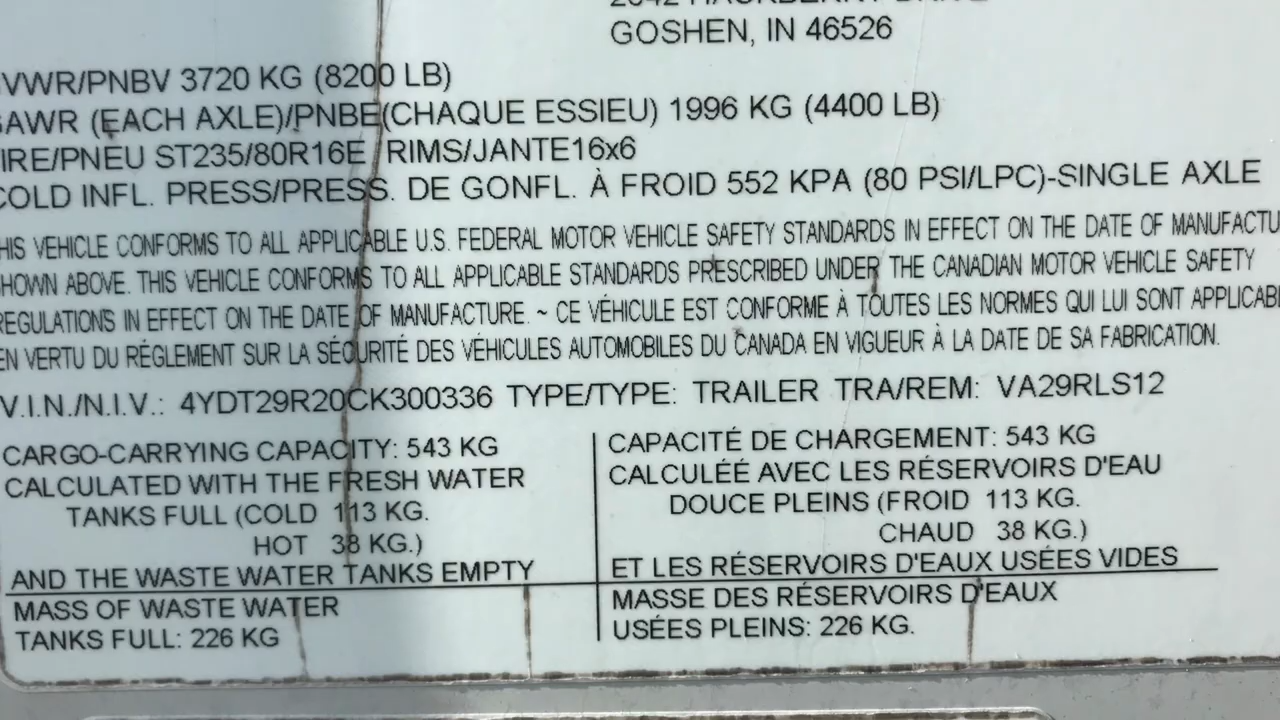 GOSHEN, IN 46526
VWR/PNBV 3720 KG (8200 LB)
AWR (EACH AXLE)/PNBE(CHAQUE ESSIEU) 1996 KG (4400 LB)
IRE/PNEU ST235/80R16E RIMS/JANTE16x6
COLD INFL. PRESS/PRESS. DE GONFL. À FROID 552 KPA (80 PSI/LPC)-SINGLE AXLE
HIS VEHICLE CONFORMS TO ALL APPLICABLE U.S. FEDERAL MOTOR VEHICLE SAFETY STANDARDS IN EFFECT ON THE DATE OF MANUFACTU
HOWN ABOVE. THIS VEHICLE CONFORMS TO ALL APPLICABLE STANDARDS PRESCRIBED UNDER THE CANADIAN MOTOR VEHICLE SAFETY
REGULATIONS IN EFFECT ON THE DATE OF MANUFACTURE. ~ CE VÉHICULE EST CONFORME À TOUTES LES NORMES QUI LUI SONT APPLICABL
EN VERTU DU RÉGLEMENT SUR LA SÉCURITÉ DES VÉHICULES AUTOMOBILES DU CANADA EN VIGUEUR À LA DATE DE SA FABRICATION.
V.I.N./N.I.V.: 4YDT29R20CK300336 TYPE/TYPE: TRAILER TRA/REM: VA29RLS12
CARGO-CARRYING CAPACITY: 543 KG
CALCULATED WITH THE FRESH WATER
TANKS FULL (COLD 113 KG.
HOT 38 KG.)
AND THE WASTE WATER TANKS EMPTY
MASS OF WASTE WATER
TANKS FULL: 226 KG
CAPACITÉ DE CHARGEMENT: 543 KG
CALCULÉÉ AVEC LES RÉSERVOIRS D'EAU
DOUCE PLEINS (FROID 113 KG.
CHAUD 38 KG.)
ET LES RÉSERVOIRS D'EAUX USÉES VIDES
MASSE DES RÉSERVOIRS D'EAUX
USÉES PLEINS: 226 KG.